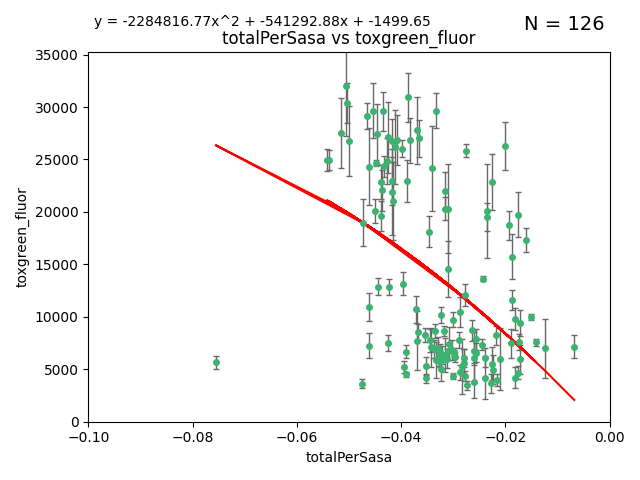 y = -2284816.77x^2 + -541292.88x + -1499.65
N = 126
totalPerSasa vs toxgreen_fluor
toxgreen_fluor
35000
30000
25000
20000
15000
10000
5000
0
−0.10
−0.08
−0.06
−0.04
−0.02
0.00
totalPerSasa